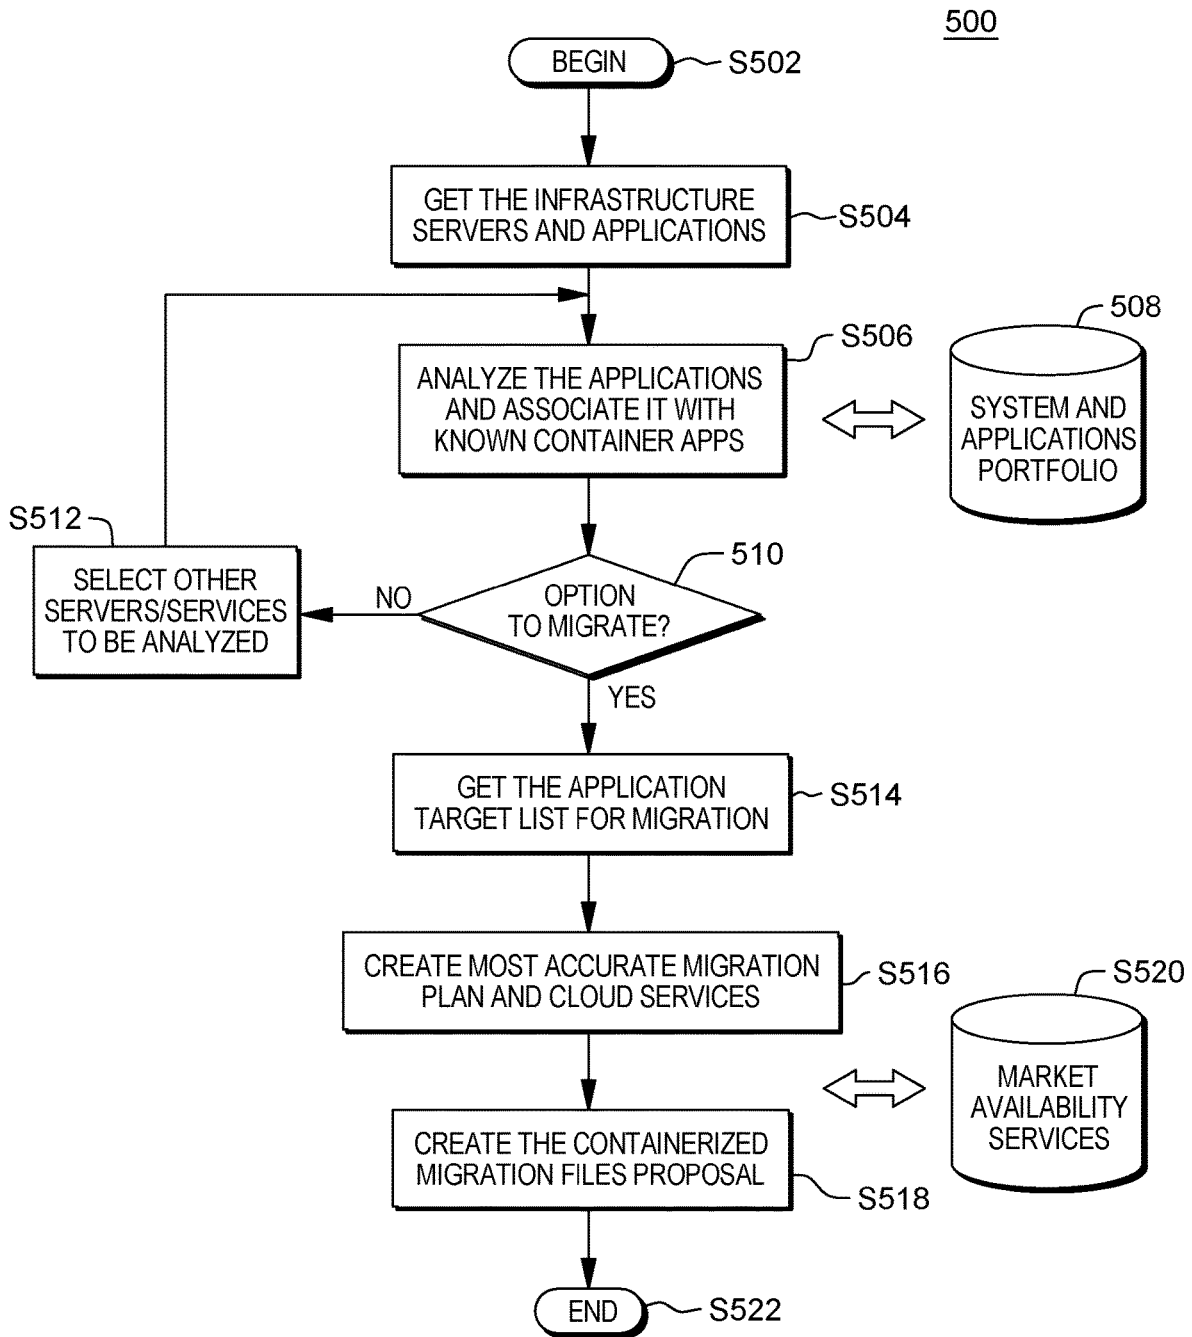 500
BEGIN
S502
GET THE INFRASTRUCTURE
SERVERS AND APPLICATIONS
S504
S506
ANALYZE THE APPLICATIONS
AND ASSOCIATE IT WITH
KNOWN CONTAINER APPS
508
SYSTEM AND
APPLICATIONS
PORTFOLIO
S512
SELECT OTHER
SERVERS/SERVICES
TO BE ANALYZED
NO
510
OPTION
TO MIGRATE?
YES
GET THE APPLICATION
TARGET LIST FOR MIGRATION
S514
CREATE MOST ACCURATE MIGRATION
PLAN AND CLOUD SERVICES
S516
S520
MARKET
AVAILABILITY
SERVICES
CREATE THE CONTAINERIZED
MIGRATION FILES PROPOSAL
S518
END
S522